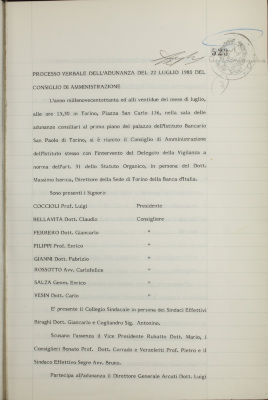 523
PROCESSO VERBALE DELL'ADUNANZA DEL 22 LUGLIO 1980 DEL
CONSIGLIO DI AMMINISTRAZIONE
L'anno millenovecentottanta ed alli ventidue del mese di luglio,
alle ore 15,30 in Torino, Piazza San Carlo 156, nella sala delle
adunanze consiliari al primo piano del palazzo dell'Istituto Bancario
San Paolo di Torino, si è riunito il Consiglio di Amministrazione
dell'Istituto stesso con l'intervento del Delegato della Vigilanza a
norma dell'art. 31 dello Statuto Organico, in persona del Dott.
Massimo Isernia, Direttore della Sede di Torino della Banca d'Italia.
Sono presenti i Signori:
COCCIOLI Prof. Luigi Presidente
BELLAVITA Dott. Claudio Consigliere
FERRERO Dott. Giancarlo "
FILIPPI Prof. Enrico "
GIANNI Dott. Fabrizio "
ROSSOTTO Avv. Carlofelice "
SALZA Geom. Enrico "
VESIN Dott. Carlo "
E' presente il Collegio Sindacale in persona dei Sindaci Effettivi
Biraghi Dott. Giancarlo e Cugliandro Sig. Antonino.
Scusano l'assenza il Vice Presidente Rubatto Dott. Mario, i
Consiglieri Bonato Prof. Dott. Corrado e Verzeletti Prof. Pietro e il
Sindaco Effettivo Segre Avv. Bruno.
Partecipa all'adunanza il Direttore Generale Arcuti Dott. Luigi